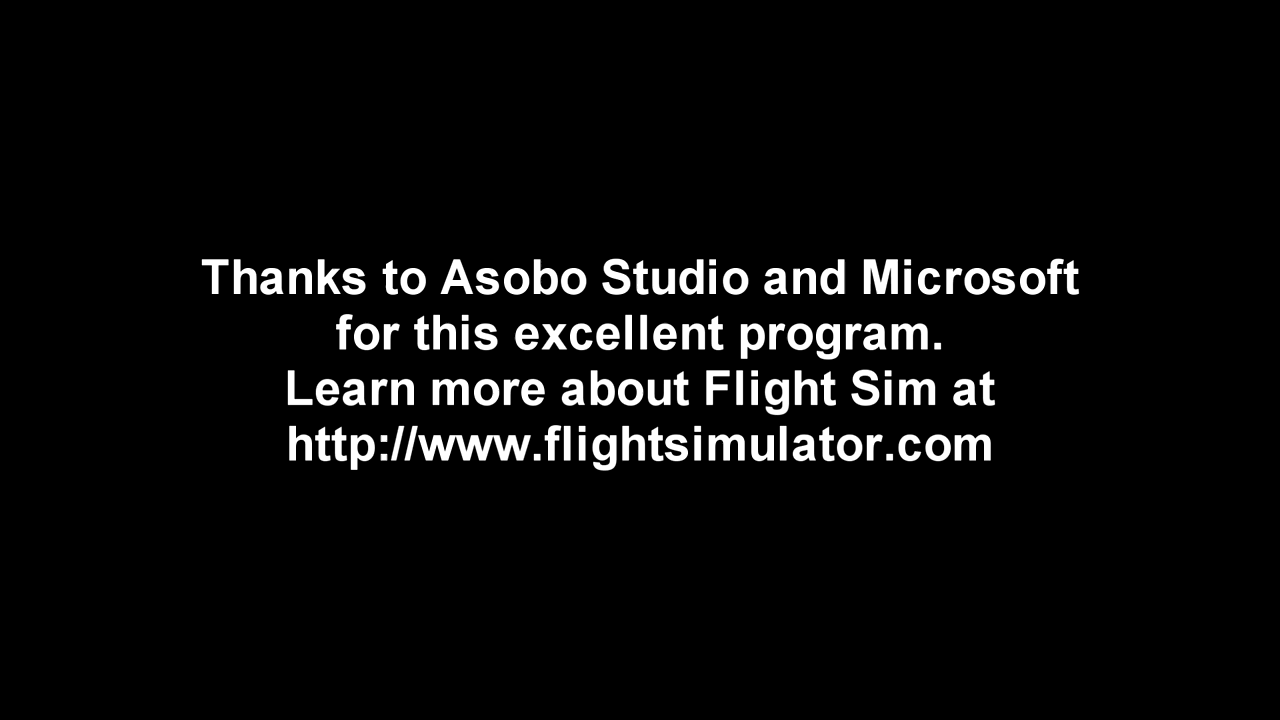 Thanks to Asobo Studio and Microsoft
for this excellent program.
Learn more about Flight Sim at
http://www.flightsimulator.com